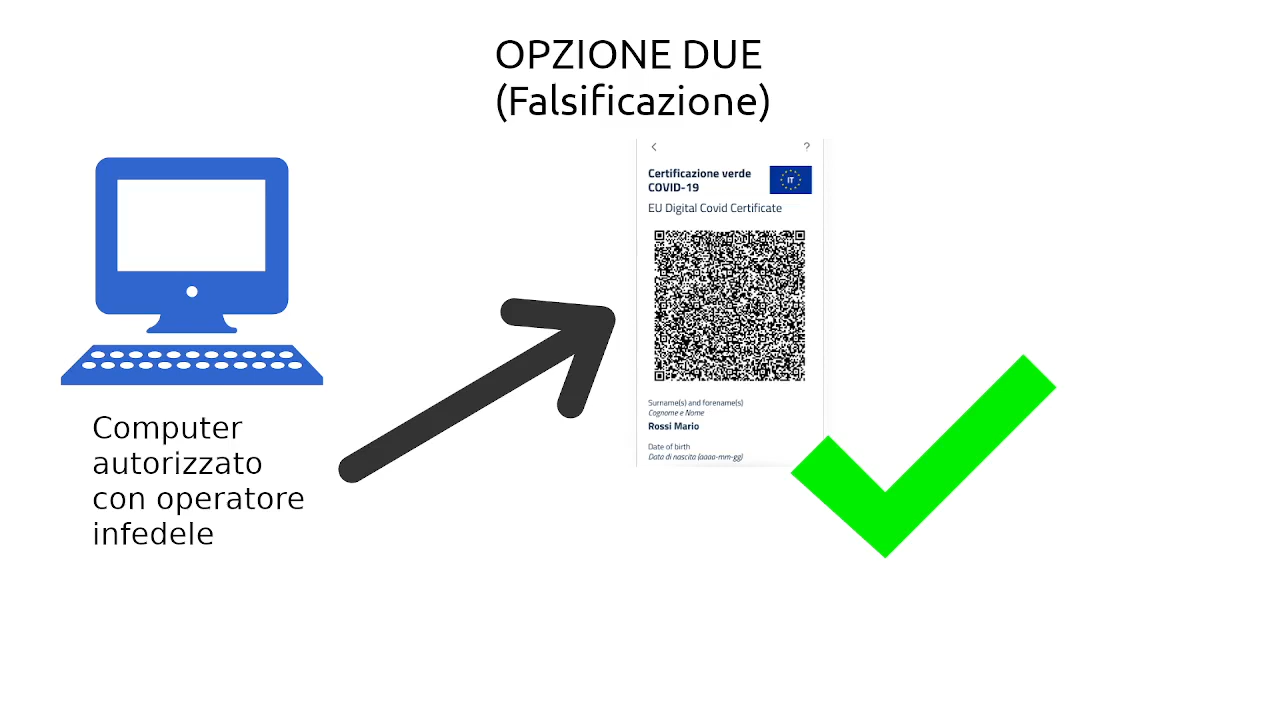 OPZIONE DUE
(Falsificazione)
?
Certificazione verde
COVID-19
IT
EU Digital Covid Certificate
Surname(s) and forename(s)
Cognome e Nome
Rossi Mario
Date of birth
Data di nascita (aaaa-mm-gg)
Computer
autorizzato
con operatore
infedele